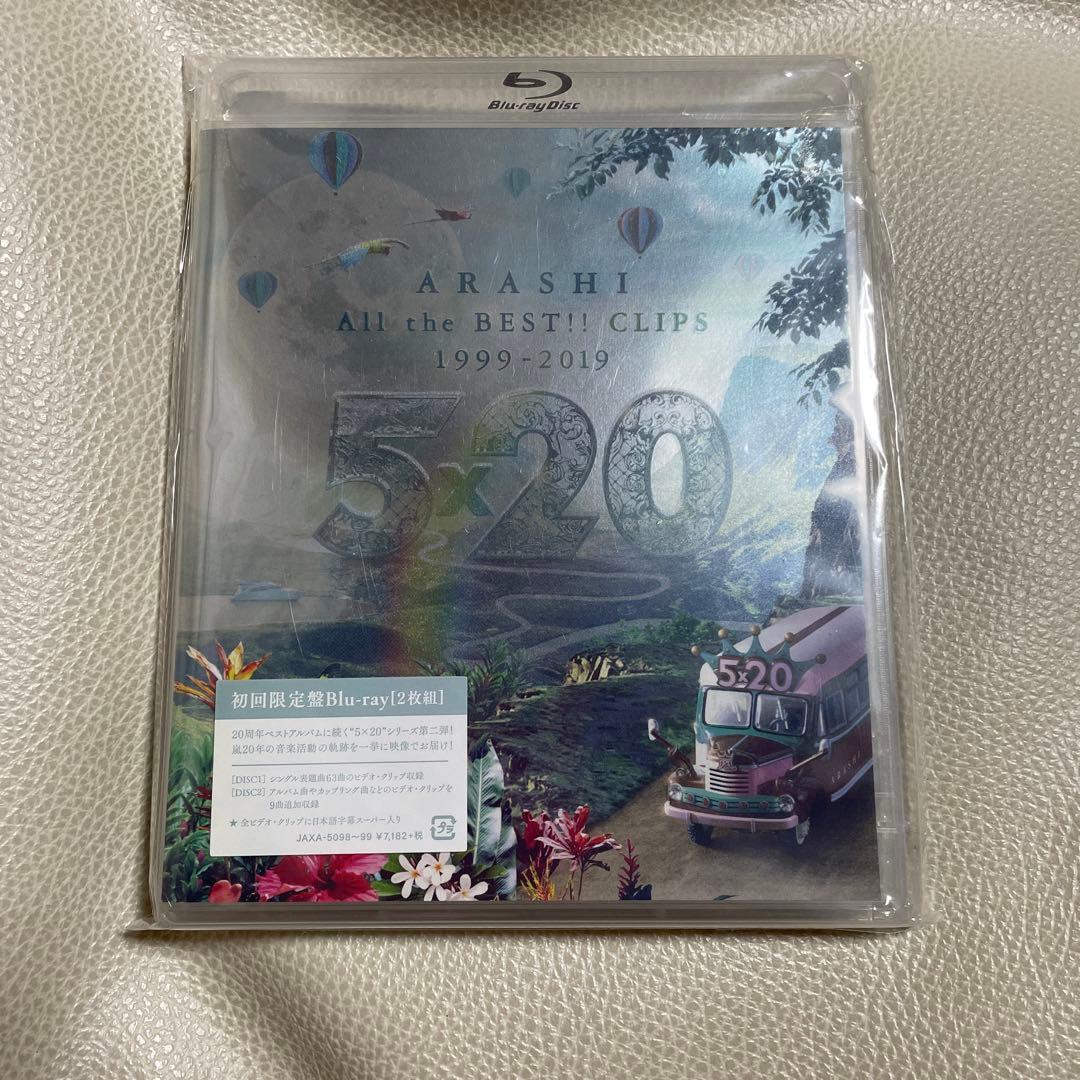 Blu-ray Disc
ARASHI
All the BEST!! CLIPS
1999-2019
5×20
5×20
ARASHI
初回限定盤Blu-ray[2枚組]
20周年ベストアルバムに続く"5×20"シリーズ第二弾!
嵐20年の音楽活動の軌跡を一挙に映像でお届け!
[DISC1] シングル表題曲63曲のビデオ・クリップ収録
[DISC2] アルバム曲やカップリング曲などのビデオ・クリップを
9曲追加収録
★ 全ビデオ・クリップに日本語字幕スーパー入り
JAXA-5098〜99 ¥7,182+税
プラ